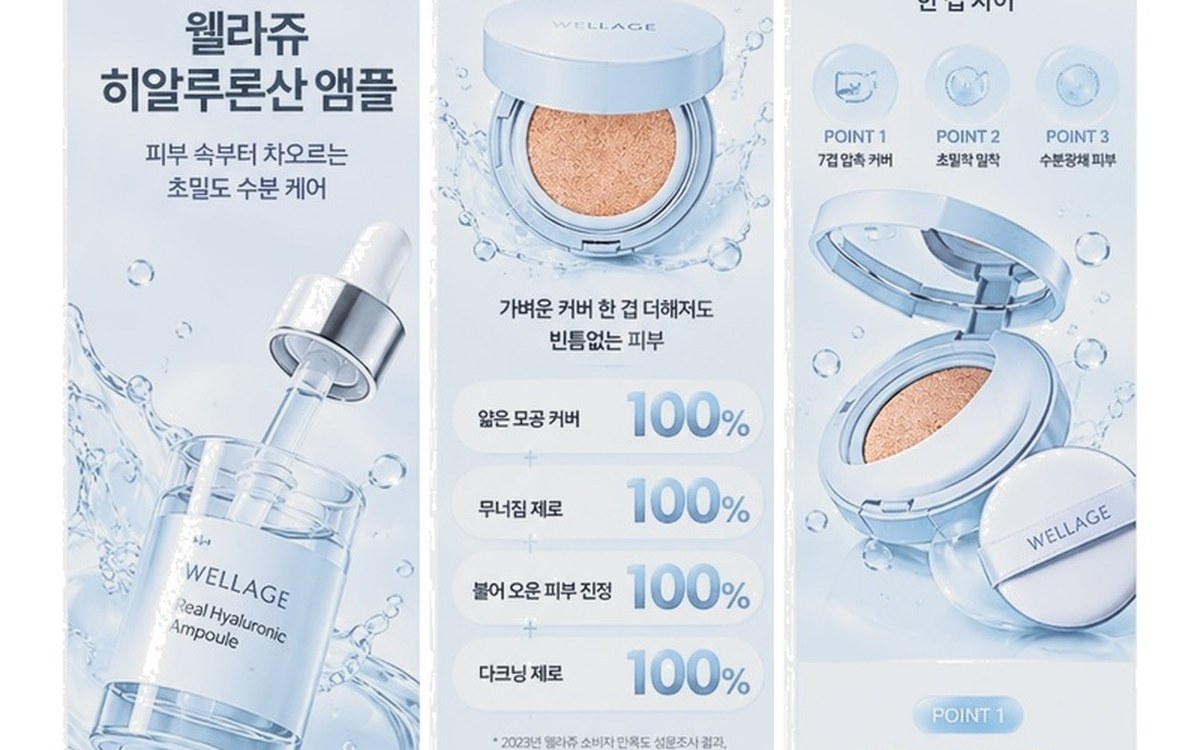 웰라쥬
히알루론산 앰플
피부 속부터 차오르는
초밀도 수분 케어
WELLAGE
Real Hyaluronic
Ampoule
WELLAGE
가벼운 커버 한 겹 더해져도
빈틈없는 피부
얇은 모공 커버 100%
무너짐 제로 100%
불어 오운 피부 진정 100%
다크닝 제로 100%
* 2023년 웰라쥬 소비자 만족도 설문조사 결과,
한 겹 차이
POINT 1
7겹 압축 커버
POINT 2
초밀착 밀착
POINT 3
수분광채 피부
WELLAGE
POINT 1